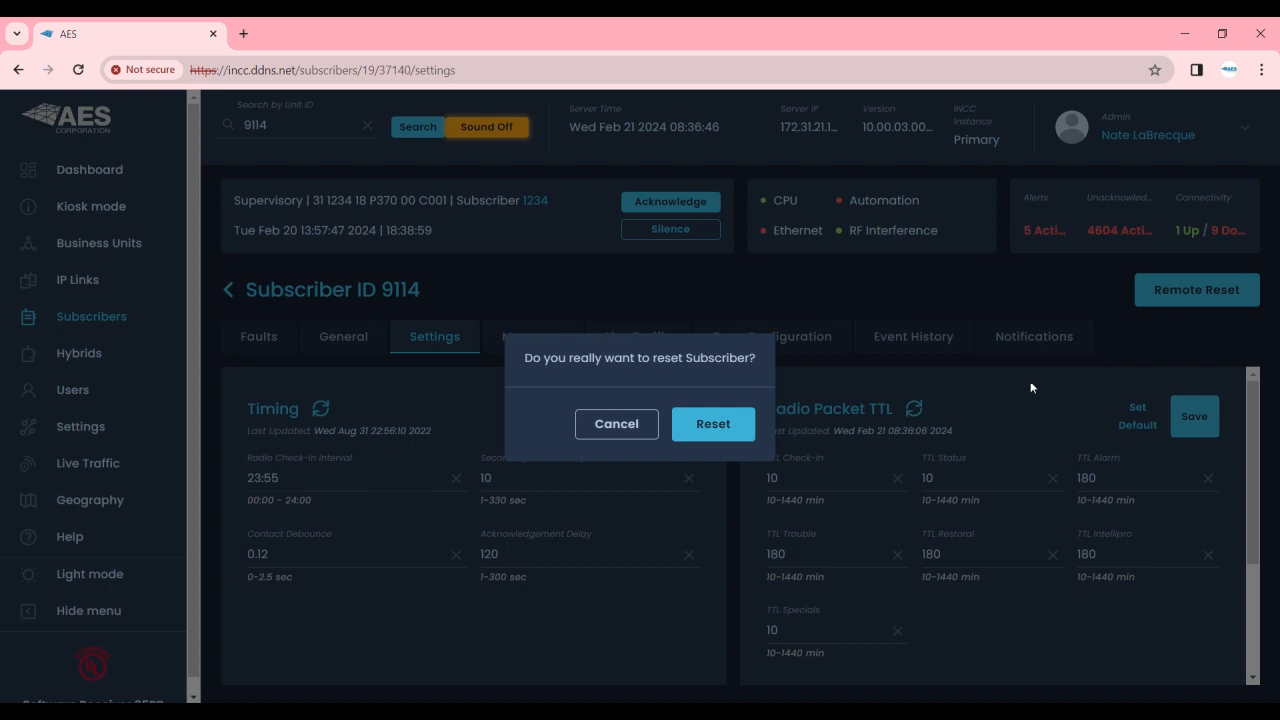 AES
Not secure
https://incc.ddns.net/subscribers/19/37140/settings
AES
CORPORATION
Search by Unit ID
9114
Search
Sound Off
Server Time
Wed Feb 21 2024 08:36:46
Server IP
172.31.21.1...
Version
10.00.03.00...
INCC
Instance
Primary
Admin
Nate LaBrecque
Dashboard
Kiosk mode
Business Units
IP Links
Subscribers
Hybrids
Users
Settings
Live Traffic
Geography
Help
Light mode
Hide menu
Supervisory | 31 1234 18 P370 00 C001 | Subscriber 1234
Tue Feb 20 13:57:47 2024 | 18:38:59
Acknowledge
Silence
CPU
Automation
Ethernet
RF Interference
Alerts
5 Acti...
Unacknowled...
4604 Acti...
Connectivity
1 Up / 9 Do...
Subscriber ID 9114
Remote Reset
Faults
General
Settings
Event History
Notifications
Do you really want to reset Subscriber?
Cancel
Reset
Timing
Last Updated: Wed Aug 31 22:56:10 2022
Radio Check-In Interval
23:55
00:00 - 24:00
10
1-330 sec
Contact Debounce
0.12
0-2.5 sec
Acknowledgement Delay
120
1-300 sec
adio Packet TTL
st Updated: Wed Feb 21 08:36:06 2024
Set
Default
Save
TTL Check-in
10
10-1440 min
TTL Status
10
10-1440 min
TTL Alarm
180
10-1440 min
TTL Trouble
180
10-1440 min
TTL Restoral
180
10-1440 min
TTL Intellipro
180
10-1440 min
TTL Specials
10
10-1440 min